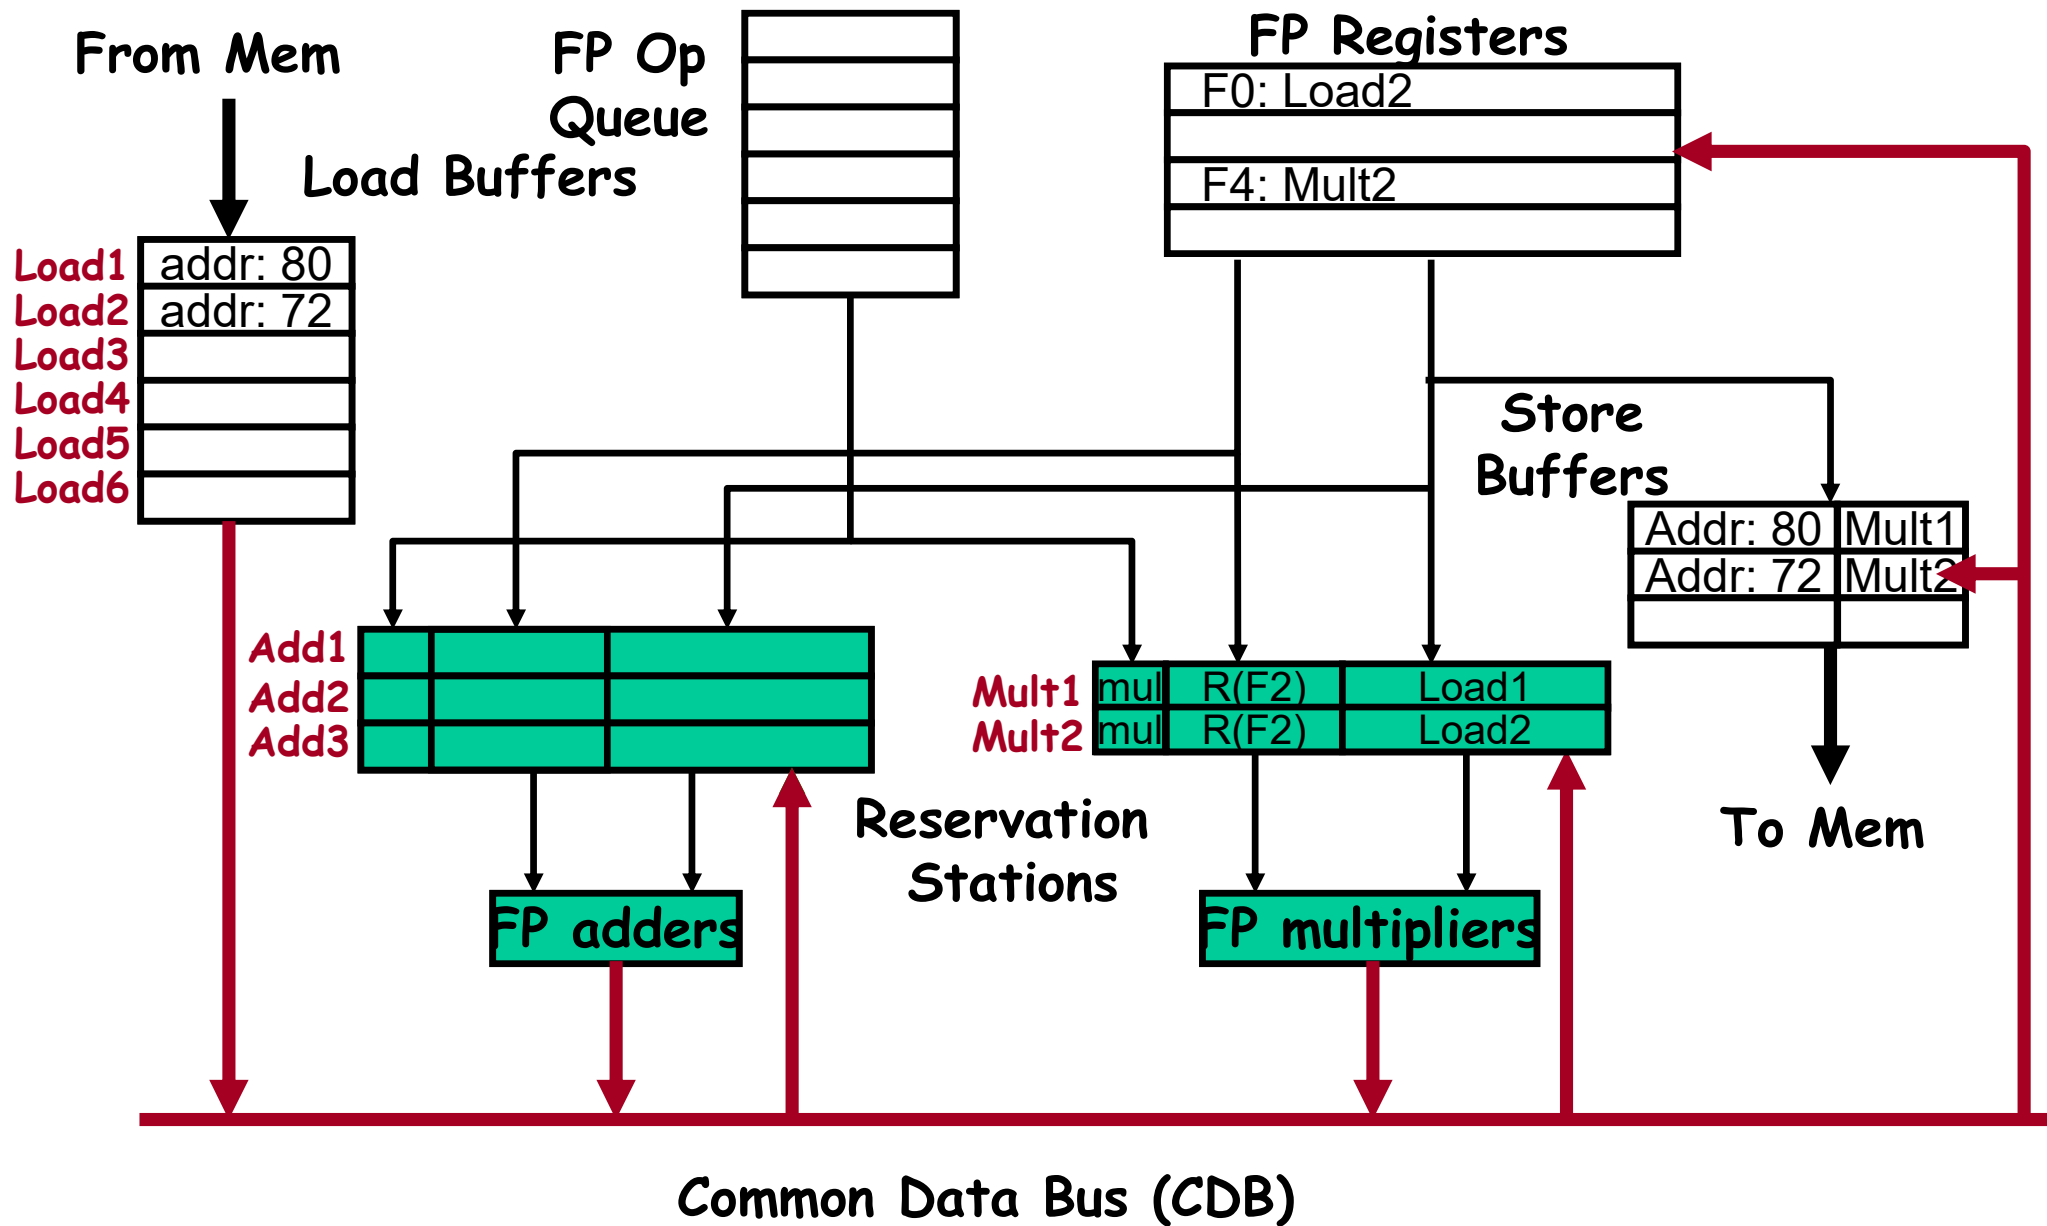 From Mem
FP Op
Queue
FP Registers
F0: Load2
F4: Mult2
Load Buffers
Load1 addr: 80
Load2 addr: 72
Load3
Load4
Load5
Load6
Store
Buffers
Addr: 80 Mult1
Addr: 72 Mult2
Add1
Add2
Add3
Mult1 mul R(F2) Load1
Mult2 mul R(F2) Load2
Reservation
Stations
To Mem
FP adders
FP multipliers
Common Data Bus (CDB)